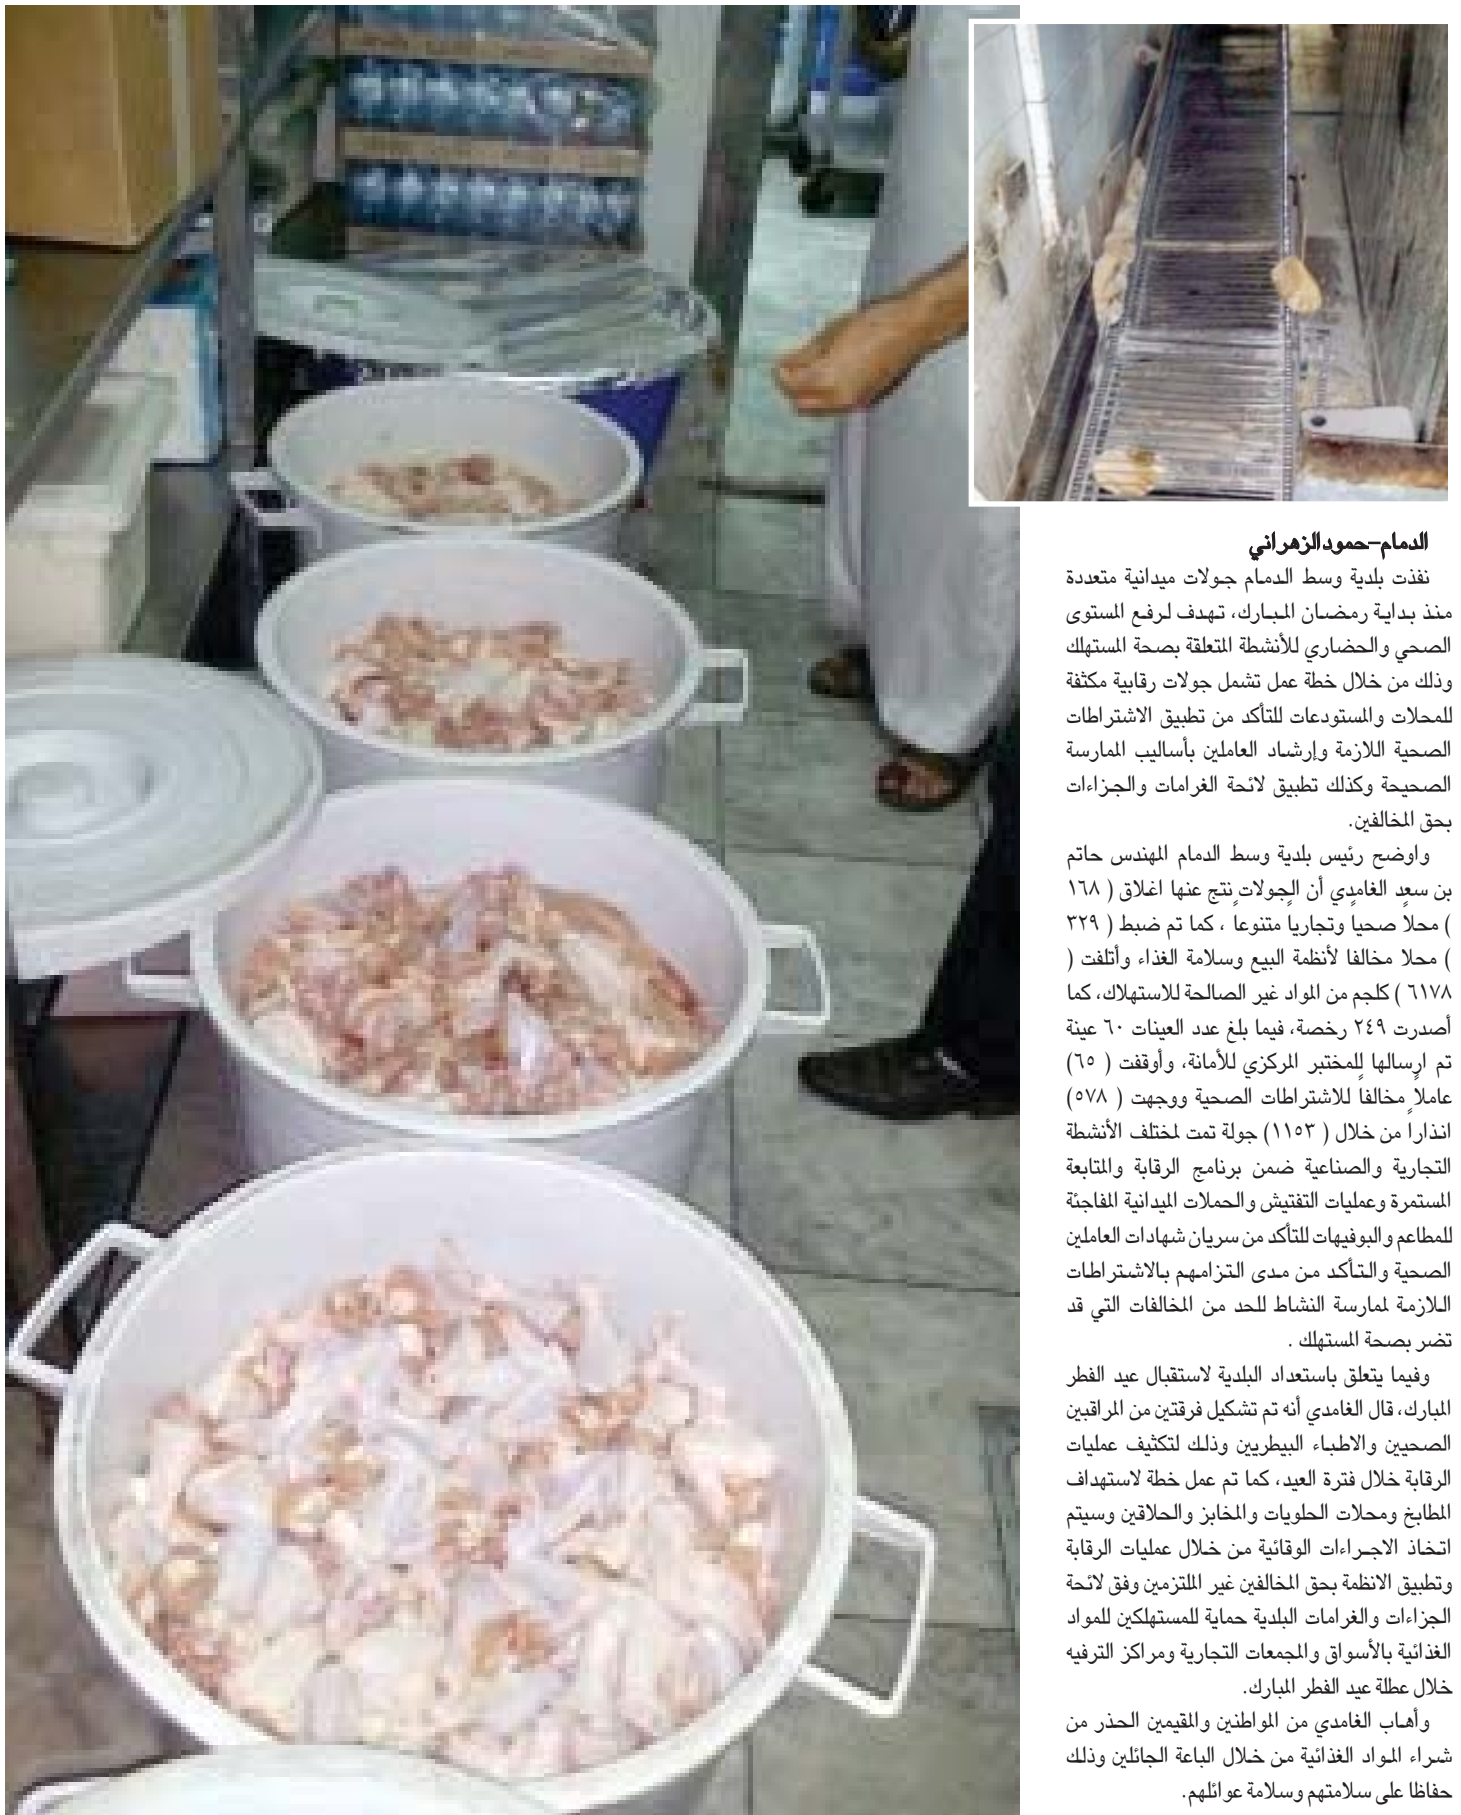 الدمام-حمود الزهراني
نفذت بلدية وسط الدمام جولات ميدانية متعددة
منذ بداية رمضان المبارك، تهدف لرفع المستوى
الصحي والحضاري للأنشطة المتعلقة بصحة المستهلك
وذلك من خلال خطة عمل تشمل جولات رقابية مكثفة
للمحلات والمستودعات للتأكد من تطبيق الاشتراطات
الصحية اللازمة وإرشاد العاملين بأساليب الممارسة
الصحيحة وكذلك تطبيق لائحة الغرامات والجزاءات
بحق المخالفين.
واوضح رئيس بلدية وسط الدمام المهندس حاتم
بن سعدٍ الغامدي أن الجولات نتج عنها اغلاق ( ١٦٨
) محلاً صحياً وتجارياً متنوعاً ، كما تم ضبط ( ٣٢٩
) محلا مخالفا لأنظمة البيع وسلامة الغذاء وأتلفت (
٦١٧٨ ) كلجم من المواد غير الصالحة للاستهلاك، كما
أصدرت ٢٤٩ رخصة، فيما بلغ عدد العينات ٦٠ عينة
تم ارسالها للمختبر المركزي للأمانة، وأوقفت ( ٦٥)
عاملاً مخالفاً للاشتراطات الصحية ووجهت ( ٥٧٨)
انذاراً من خلال ( ١١٥٣) جولة تمت لمختلف الأنشطة
التجارية والصناعية ضمن برنامج الرقابة والمتابعة
المستمرة وعمليات التفتيش والحملات الميدانية المفاجئة
للمطاعم والبوفيهات للتأكد من سريان شهادات العاملين
الصحية والتأكد من مدى التزامهم بالاشتراطات
اللازمة لممارسة النشاط للحد من المخالفات التي قد
تضر بصحة المستهلك .
وفيما يتعلق باستعداد البلدية لاستقبال عيد الفطر
المبارك، قال الغامدي أنه تم تشكيل فرقتين من المراقبين
الصحيين والاطباء البيطريين وذلك لتكثيف عمليات
الرقابة خلال فترة العيد، كما تم عمل خطة لاستهداف
المطابخ ومحلات الحلويات والمخابز والحلاقين وسيتم
اتخاذ الاجراءات الوقائية من خلال عمليات الرقابة
وتطبيق الانظمة بحق المخالفين غير الملتزمين وفق لائحة
الجزاءات والغرامات البلدية حماية للمستهلكين للمواد
الغذائية بالأسواق والمجمعات التجارية ومراكز الترفيه
خلال عطلة عيد الفطر المبارك.
وأهاب الغامدي من المواطنين والمقيمين الحذر من
شراء المواد الغذائية من خلال الباعة الجائلين وذلك
حفاظا على سلامتهم وسلامة عوائلهم.